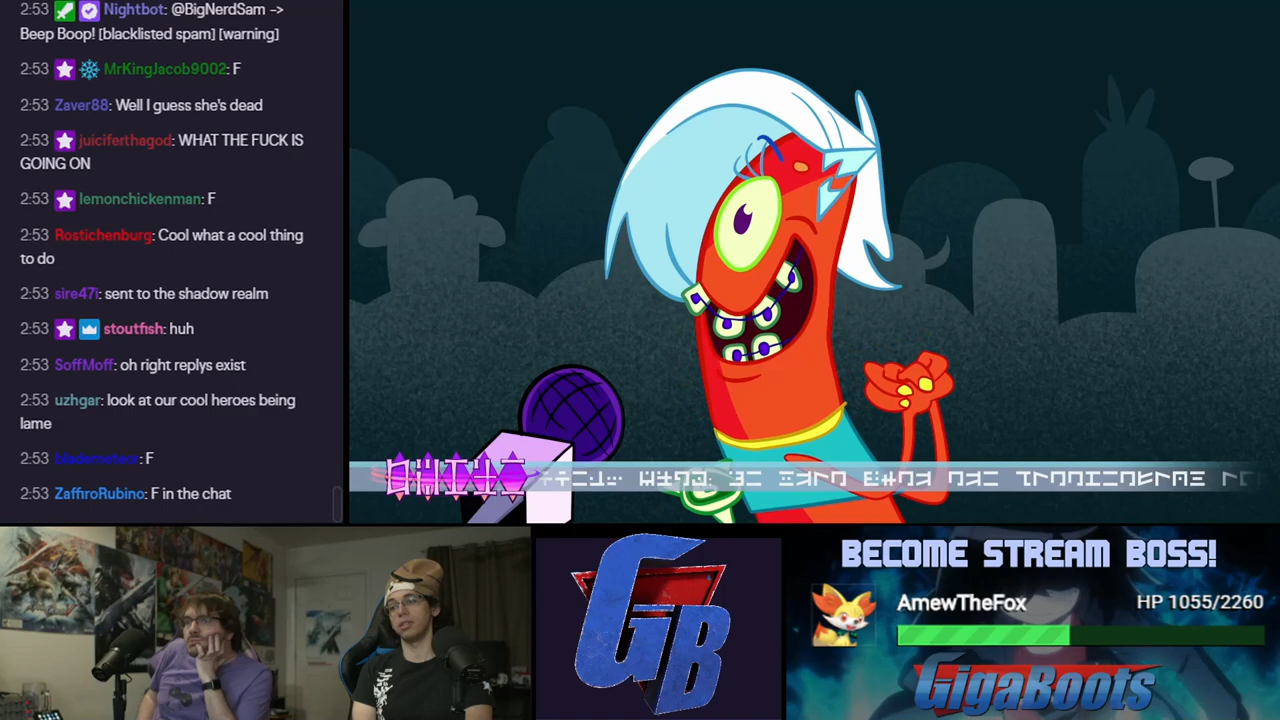 2:53 Nightbot: @BigNerdSam ->
Beep Boop! [blacklisted spam] [warning]
2:53 MrKingJacob9002: F
2:53 Zaver88: Well I guess she's dead
2:53 juiciferthagod: WHAT THE FUCK IS
GOING ON
2:53 lemonchickenman: F
2:53 Rostichenburg: Cool what a cool thing
to do
2:53 sire47i: sent to the shadow realm
2:53 stoutfish: huh
2:53 SoffMoff: oh right replys exist
2:53 uzhgar: look at our cool heroes being
lame
2:53 blademeteor: F
2:53 ZaffiroRubino: F in the chat
GB
BECOME STREAM BOSS!
AmewTheFox HP 1055/2260
GigaBoots